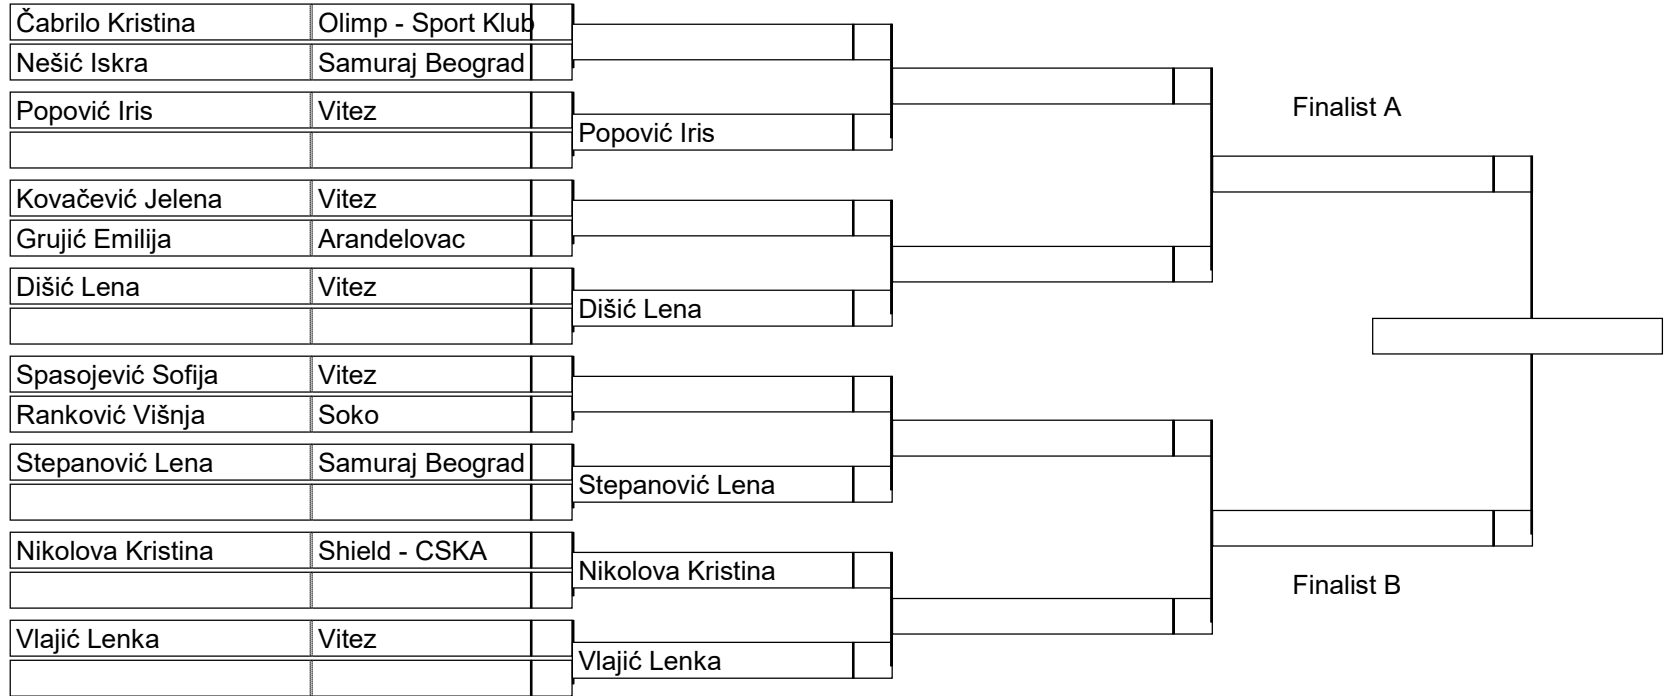 Čabrilo Kristina Olimp - Sport Klub
Nešić Iskra Samuraj Beograd
Popović Iris Vitez
Popović Iris
Kovačević Jelena Vitez
Grujić Emilija Arandelovac
Dišić Lena Vitez
Dišić Lena
Spasojević Sofija Vitez
Ranković Višnja Soko
Stepanović Lena Samuraj Beograd
Stepanović Lena
Nikolova Kristina Shield - CSKA
Nikolova Kristina
Vlajić Lenka Vitez
Vlajić Lenka
Finalist A
Finalist B